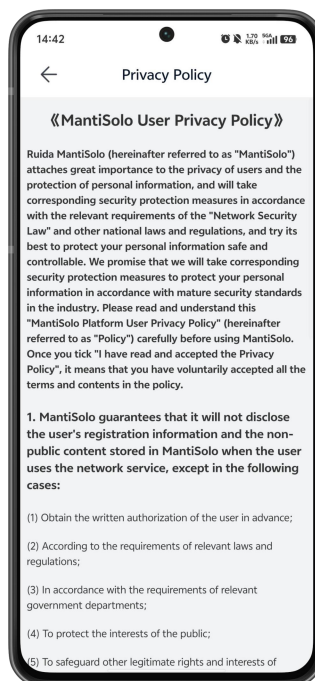 14:42
1.70 KB/s 5GA 96
Privacy Policy
《MantiSolo User Privacy Policy》
Ruida MantiSolo (hereinafter referred to as "MantiSolo")
attaches great importance to the privacy of users and the
protection of personal information, and will take
corresponding security protection measures in accordance
with the relevant requirements of the "Network Security
Law" and other national laws and regulations, and try its
best to protect your personal information safe and
controllable. We promise that we will take corresponding
security protection measures to protect your personal
information in accordance with mature security standards
in the industry. Please read and understand this
"MantiSolo Platform User Privacy Policy" (hereinafter
referred to as "Policy") carefully before using MantiSolo.
Once you tick "I have read and accepted the Privacy
Policy", it means that you have voluntarily accepted all the
terms and contents in the policy.
1. MantiSolo guarantees that it will not disclose
the user's registration information and the non-
public content stored in MantiSolo when the user
uses the network service, except in the following
cases:
(1) Obtain the written authorization of the user in advance;
(2) According to the requirements of relevant laws and
regulations;
(3) In accordance with the requirements of relevant
government departments;
(4) To protect the interests of the public;
(5) To safeguard other legitimate rights and interests of